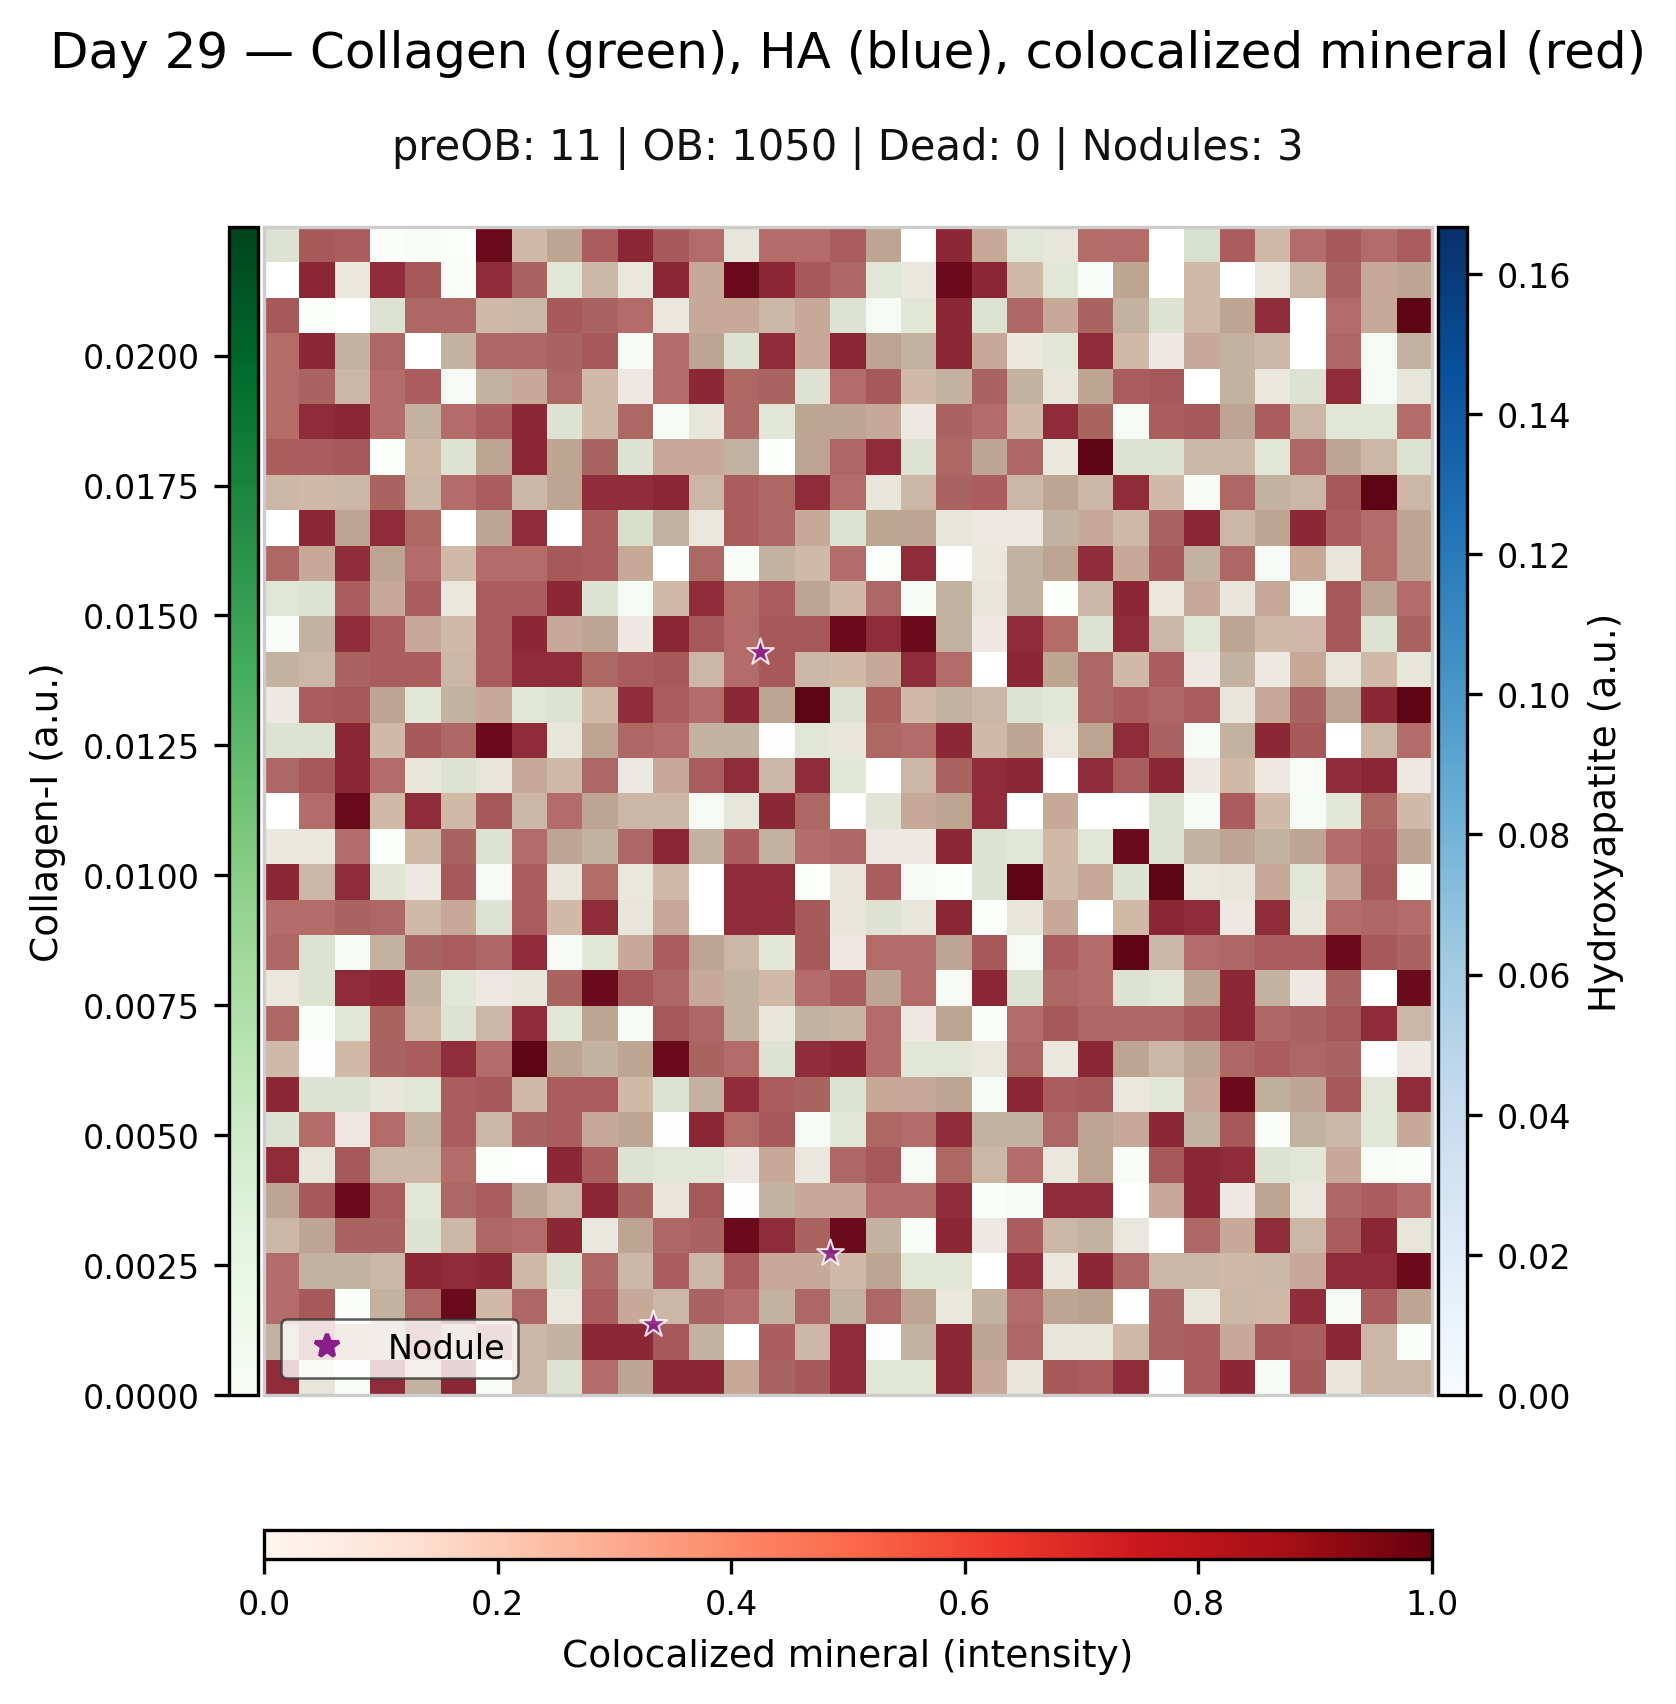 Day 29 — Collagen (green), HA (blue), colocalized mineral (red)
preOB: 11 | OB: 1050 | Dead: 0 | Nodules: 3
Collagen-I (a.u.)
0.0200
0.0175
0.0150
0.0125
0.0100
0.0075
0.0050
0.0025
0.0000
Nodule
0.16
0.14
0.12
0.10
0.08
0.06
0.04
0.02
0.00
Hydroxyapatite (a.u.)
0.0 0.2 0.4 0.6 0.8 1.0
Colocalized mineral (intensity)